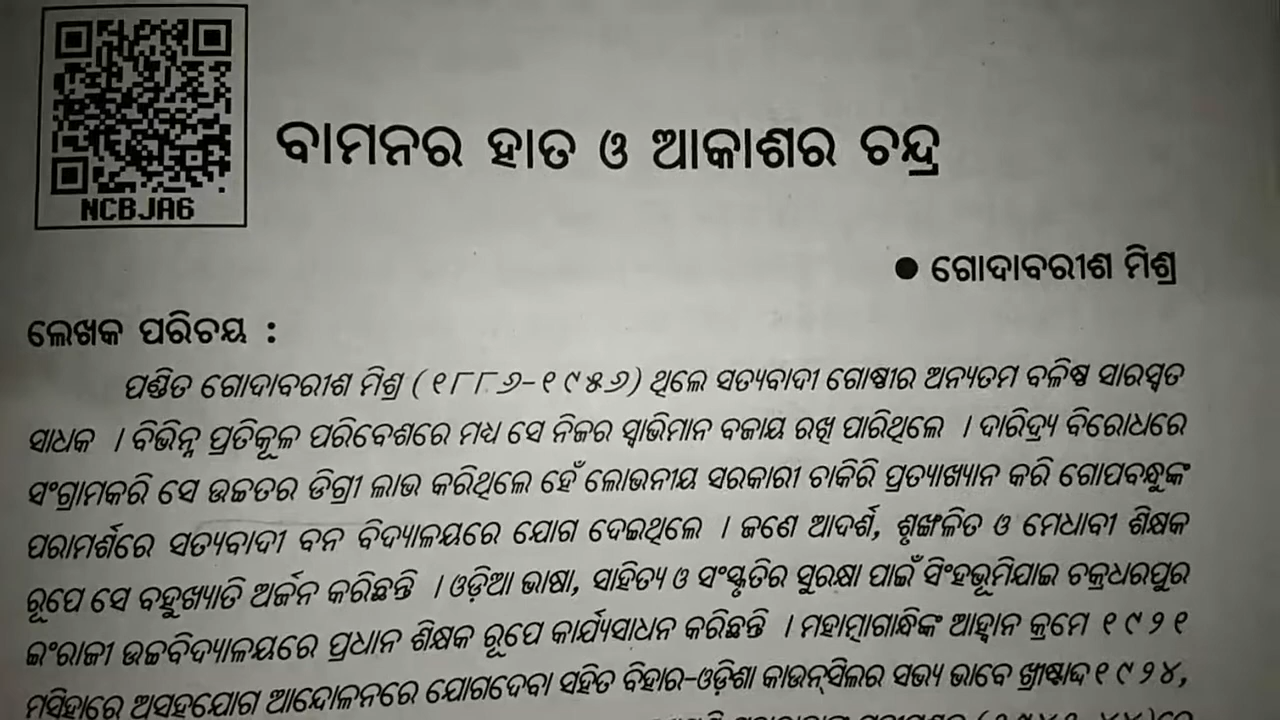 NCBJA6
ବାମନର ହାତ ଓ ଆକାଶର ଚନ୍ଦ୍ର
● ଗୋଦାବରୀଶ ମିଶ୍ର
ଲେଖକ ପରିଚୟ :
ପଣ୍ଡିତ ଗୋଦାବରୀଶ ମିଶ୍ର (୧୮୮୬-୧୯୫୬) ଥିଲେ ସତ୍ୟବାଦୀ ଗୋଷ୍ଠୀର ଅନ୍ୟତମ ବଳିଷ୍ଠ ସାରସ୍ୱତ
ସାଧକ । ବିଭିନ୍ନ ପ୍ରତିକୂଳ ପରିବେଶରେ ମଧ୍ୟ ସେ ନିଜର ସ୍ୱାଭିମାନ ବଜାୟ ରଖି ପାରିଥିଲେ । ଦାରିଦ୍ର୍ୟ ବିରୋଧରେ
ସଂଗ୍ରାମକରି ସେ ଉଚ୍ଚତର ଡିଗ୍ରୀ ଲାଭ କରିଥିଲେ ହେଁ ଲୋଭନୀୟ ସରକାରୀ ଚାକିରି ପ୍ରତ୍ୟାଖ୍ୟାନ କରି ଗୋପବନ୍ଧୁଙ୍କ
ପରାମର୍ଶରେ ସତ୍ୟବାଦୀ ବନ ବିଦ୍ୟାଳୟରେ ଯୋଗ ଦେଇଥିଲେ । ଜଣେ ଆଦର୍ଶ, ଶୃଙ୍ଖଳିତ ଓ ମେଧାବୀ ଶିକ୍ଷକ
ରୂପେ ସେ ବହୁଖ୍ୟାତି ଅର୍ଜନ କରିଛନ୍ତି । ଓଡ଼ିଆ ଭାଷା, ସାହିତ୍ୟ ଓ ସଂସ୍କୃତିର ସୁରକ୍ଷା ପାଇଁ ସିଂହଭୂମିଯାଇ ଚକ୍ରଧରପୁର
ଇଂରାଜୀ ଉଚ୍ଚବିଦ୍ୟାଳୟରେ ପ୍ରଧାନ ଶିକ୍ଷକ ରୂପେ କାର୍ଯ୍ୟସାଧନ କରିଛନ୍ତି । ମହାତ୍ମାଗାନ୍ଧିଙ୍କ ଆହ୍ୱାନ କ୍ରମେ ୧୯୨୧
ମସିହାରେ ଅସହଯୋଗ ଆନ୍ଦୋଳନରେ ଯୋଗଦେବା ସହିତ ବିହାର-ଓଡ଼ିଶା କାଉନ୍‌ସିଲର ସଭ୍ୟ ଭାବେ ଖ୍ରୀଷ୍ଟାବ୍ଦ ୧୯୨୪,